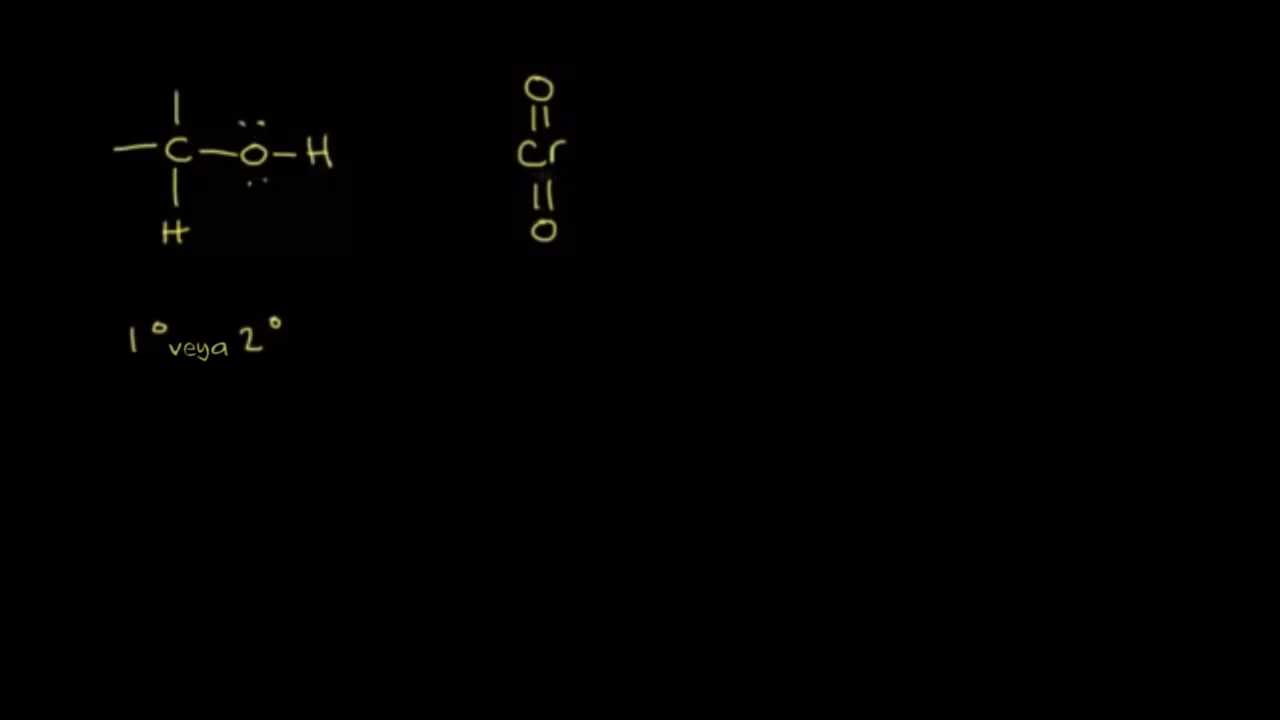 O
||
— C — O — H
Cr
||
H
O
1° veya 2°